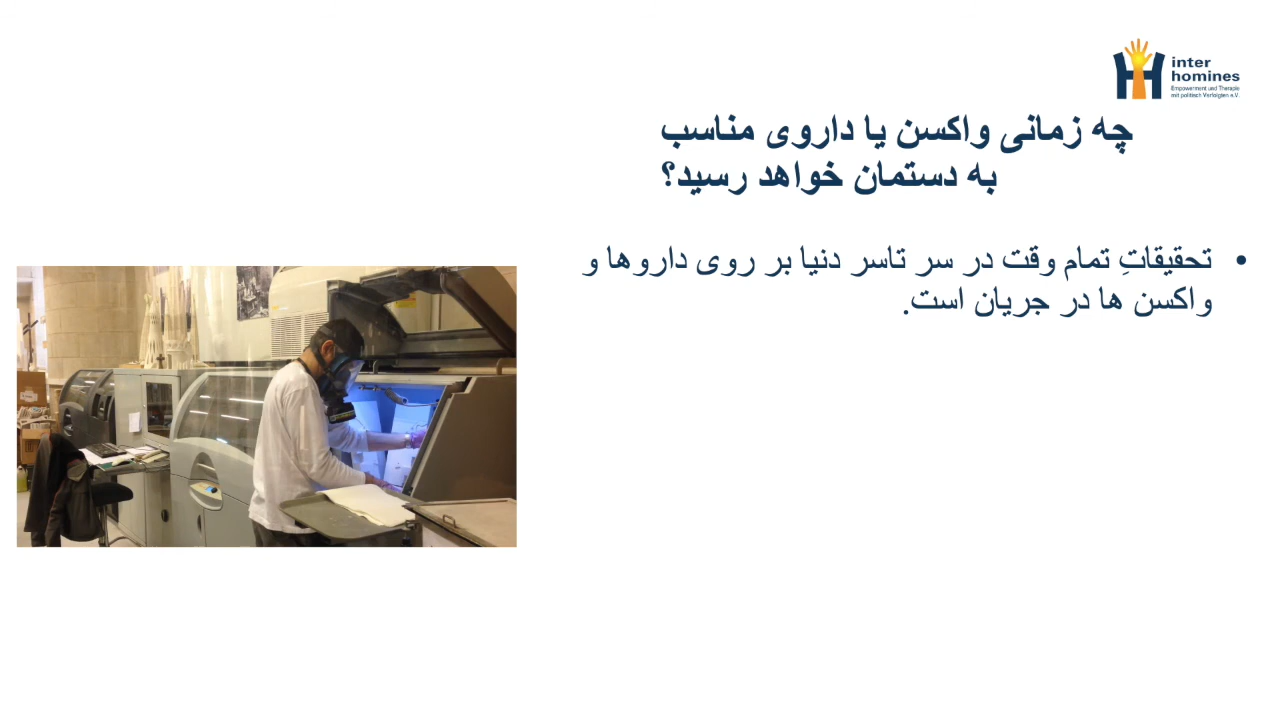 inter
homines
Empowerment und Therapie
mit politisch Verfolgten e.V.
چه زمانی واکسن یا داروی مناسب
به دستمان خواهد رسید؟
• تحقیقاتِ تمام وقت در سر تاسر دنیا بر روی داروها و
واکسن ها در جریان است.